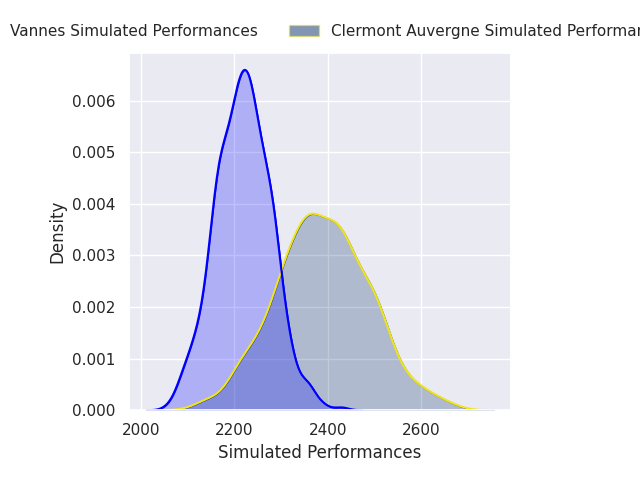 Vannes Simulated Performances Clermont Auvergne Simulated
0.006
0.005
0.004
0.003
0.002
0.001
0.000
Density
2000 2200 2400 2600
Simulated Performances